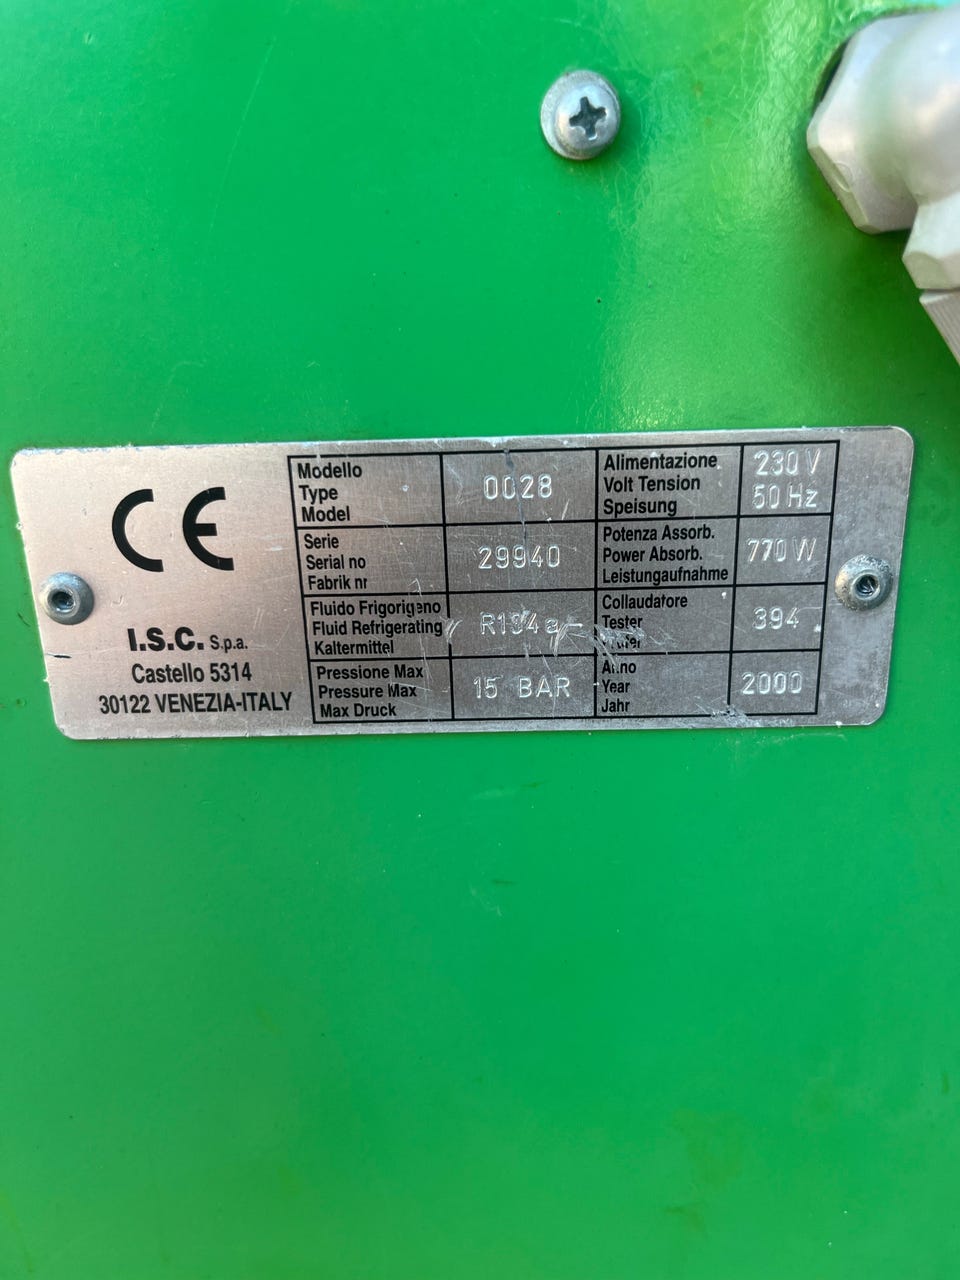 CE
I.S.C. S.p.a.
Castello 5314
30122 VENEZIA-ITALY
Modello
Type
Model
0028
Serie
Serial no
Fabrik nr
29940
Fluido Frigorigeno
Fluid Refrigerating
Kaltermittel
R134a
Pressione Max
Pressure Max
Max Druck
15 BAR
Alimentazione
Volt Tension
Speisung
230 V
50 Hz
Potenza Assorb.
Power Absorb.
Leistungaufnahme
770 W
Collaudatore
Tester
394
Anno
Year
Jahr
2000